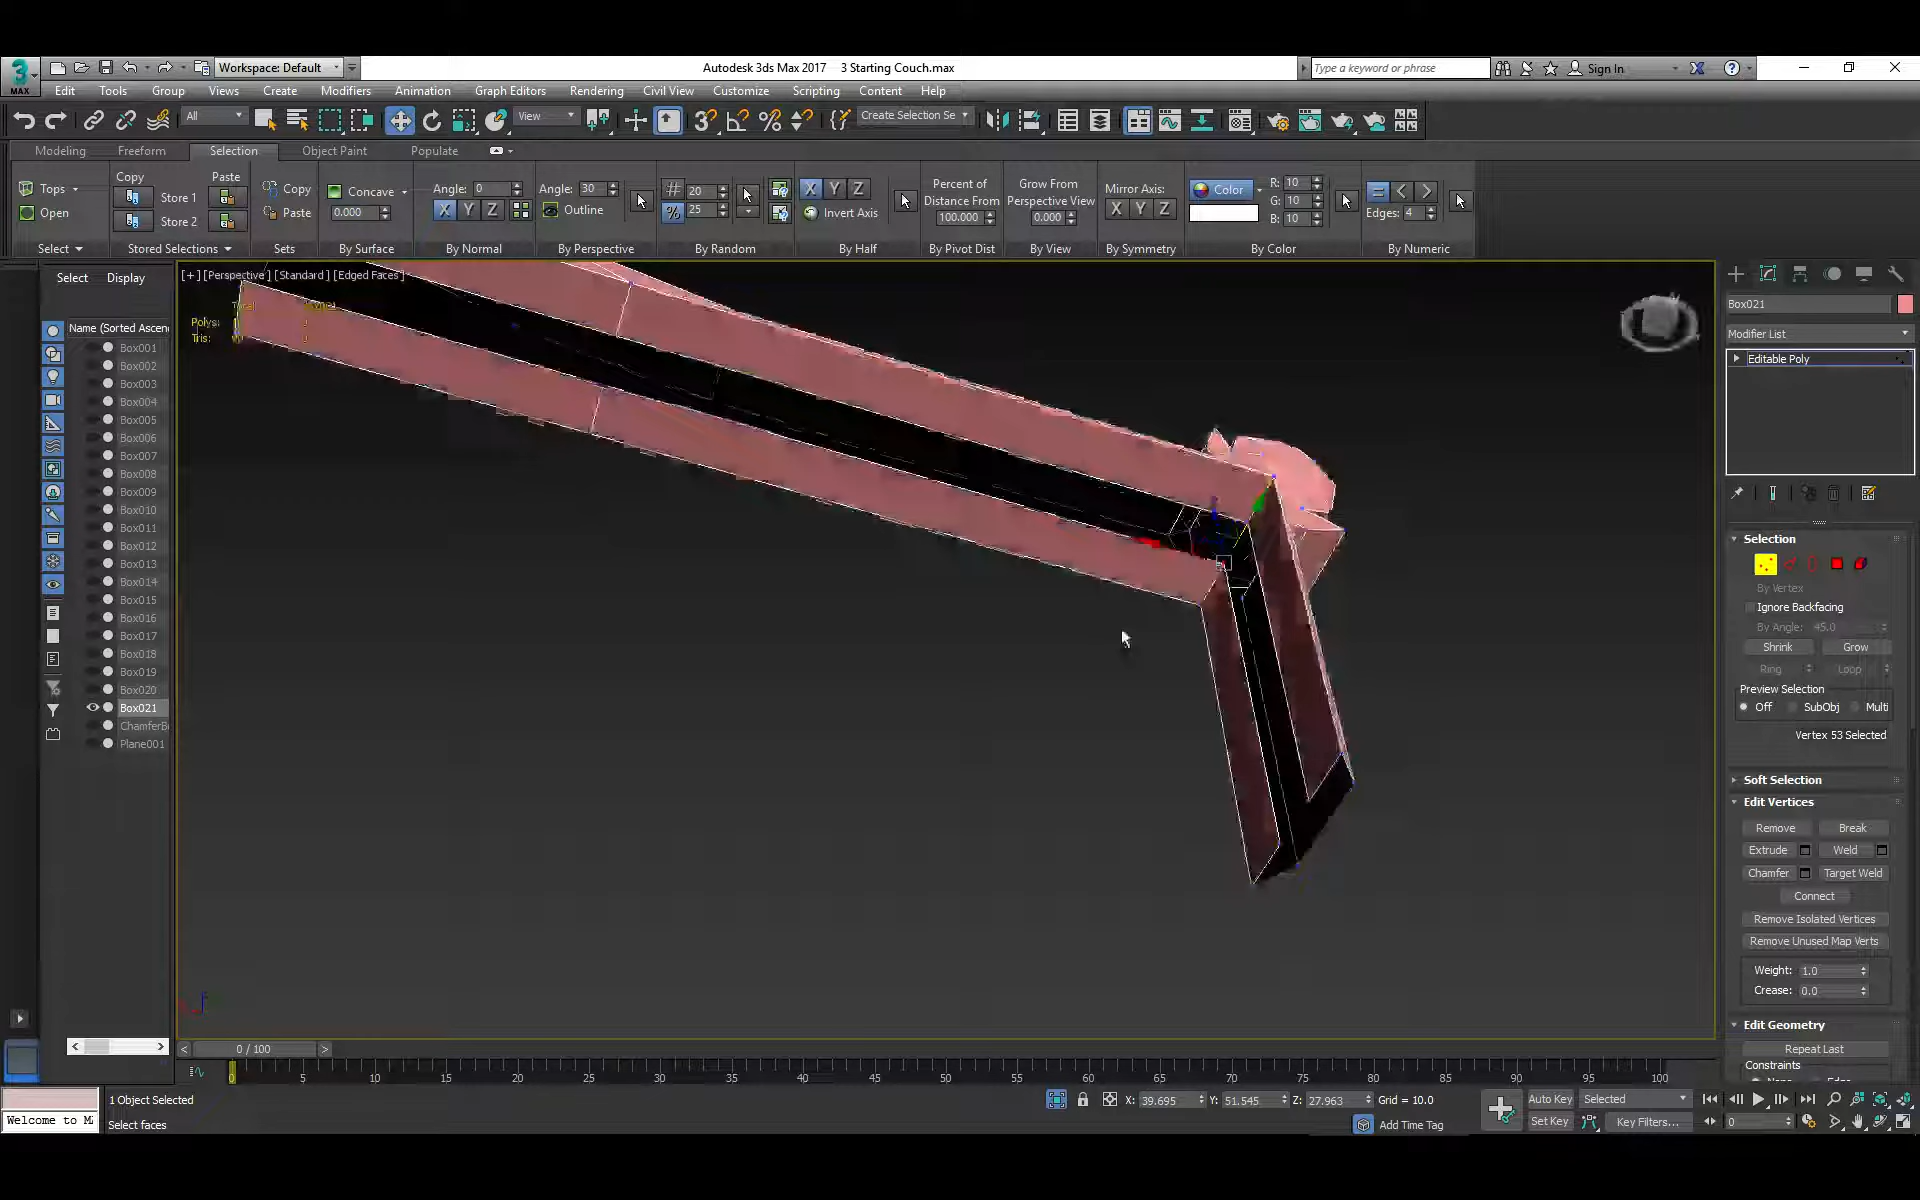 Workspace: Default
Autodesk 3ds Max 2017    3 Starting Couch.max
Type a keyword or phrase
Sign In
3
MAX
Edit Tools Group Views Create Modifiers Animation Graph Editors Rendering Civil View Customize Scripting Content Help
All
View
Create Selection Se
Modeling Freeform Selection Object Paint Populate
Tops
Open
Select
Copy Paste
Store 1
Store 2
Stored Selections
Copy
Paste
Sets
Concave
0.000
By Surface
Angle: 0
X Y Z
By Normal
Angle: 30
Outline
By Perspective
# 20
% 25
By Random
X Y Z
Invert Axis
By Half
Percent of
Distance From
100.000
By Pivot Dist
Grow From
Perspective View
0.000
By View
Mirror Axis:
X Y Z
By Symmetry
Color
R: 10
G: 10
B: 10
By Color
= < >
Edges: 4
By Numeric
Select Display
Name (Sorted Ascen
Box001
Box002
Box003
Box004
Box005
Box006
Box007
Box008
Box009
Box010
Box011
Box012
Box013
Box014
Box015
Box016
Box017
Box018
Box019
Box020
Box021
ChamferB
Plane001
[+] [Perspective] [Standard] [Edged Faces]
Polys:
Tris:
Box021
Modifier List
Editable Poly
Selection
By Vertex
Ignore Backfacing
By Angle: 45.0
Shrink Grow
Ring Loop
Preview Selection
Off SubObj Multi
Vertex 53 Selected
Soft Selection
Edit Vertices
Remove Break
Extrude Weld
Chamfer Target Weld
Connect
Remove Isolated Vertices
Remove Unused Map Verts
Weight: 1.0
Crease: 0.0
Edit Geometry
Repeat Last
Constraints
0 / 100
0 5 10 15 20 25 30 35 40 45 50 55 60 65 70 75 80 85 90 95 100
1 Object Selected
Select faces
Welcome to M
X: 39.695 Y: 51.545 Z: 27.963 Grid = 10.0
Add Time Tag
Auto Key Selected
Set Key Key Filters...
0